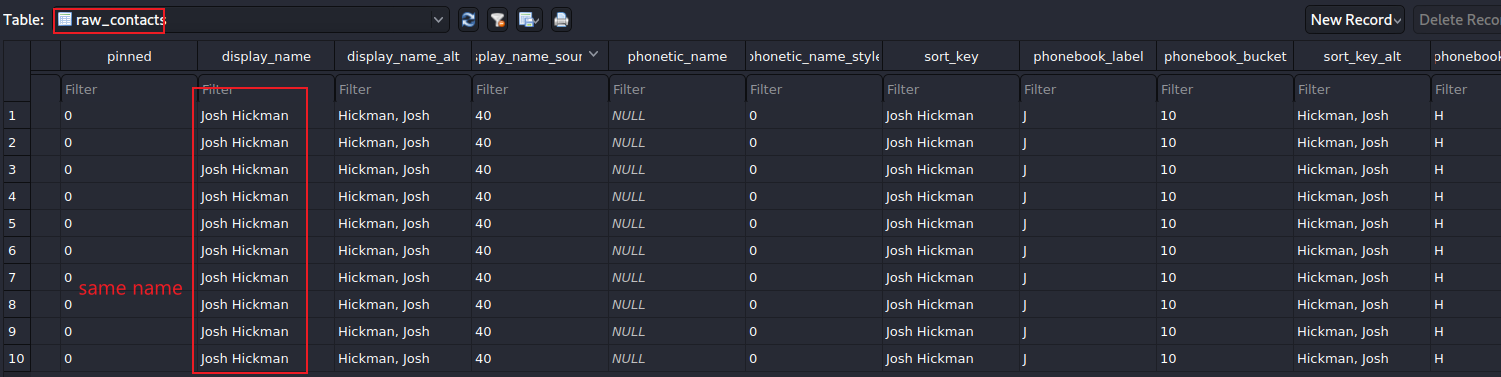 Table: raw_contacts New Record Delete Record
pinned display_name display_name_alt splay_name_sour phonetic_name phonetic_name_style sort_key phonebook_label phonebook_bucket sort_key_alt phonebook
Filter Filter Filter Filter Filter Filter Filter Filter Filter Filter Filter
1 0 Josh Hickman Hickman, Josh 40 NULL 0 Josh Hickman J 10 Hickman, Josh H
2 0 Josh Hickman Hickman, Josh 40 NULL 0 Josh Hickman J 10 Hickman, Josh H
3 0 Josh Hickman Hickman, Josh 40 NULL 0 Josh Hickman J 10 Hickman, Josh H
4 0 Josh Hickman Hickman, Josh 40 NULL 0 Josh Hickman J 10 Hickman, Josh H
5 0 Josh Hickman Hickman, Josh 40 NULL 0 Josh Hickman J 10 Hickman, Josh H
6 0 Josh Hickman Hickman, Josh 40 NULL 0 Josh Hickman J 10 Hickman, Josh H
7 0 Josh Hickman Hickman, Josh 40 NULL 0 Josh Hickman J 10 Hickman, Josh H
same name
8 0 Josh Hickman Hickman, Josh 40 NULL 0 Josh Hickman J 10 Hickman, Josh H
9 0 Josh Hickman Hickman, Josh 40 NULL 0 Josh Hickman J 10 Hickman, Josh H
10 0 Josh Hickman Hickman, Josh 40 NULL 0 Josh Hickman J 10 Hickman, Josh H